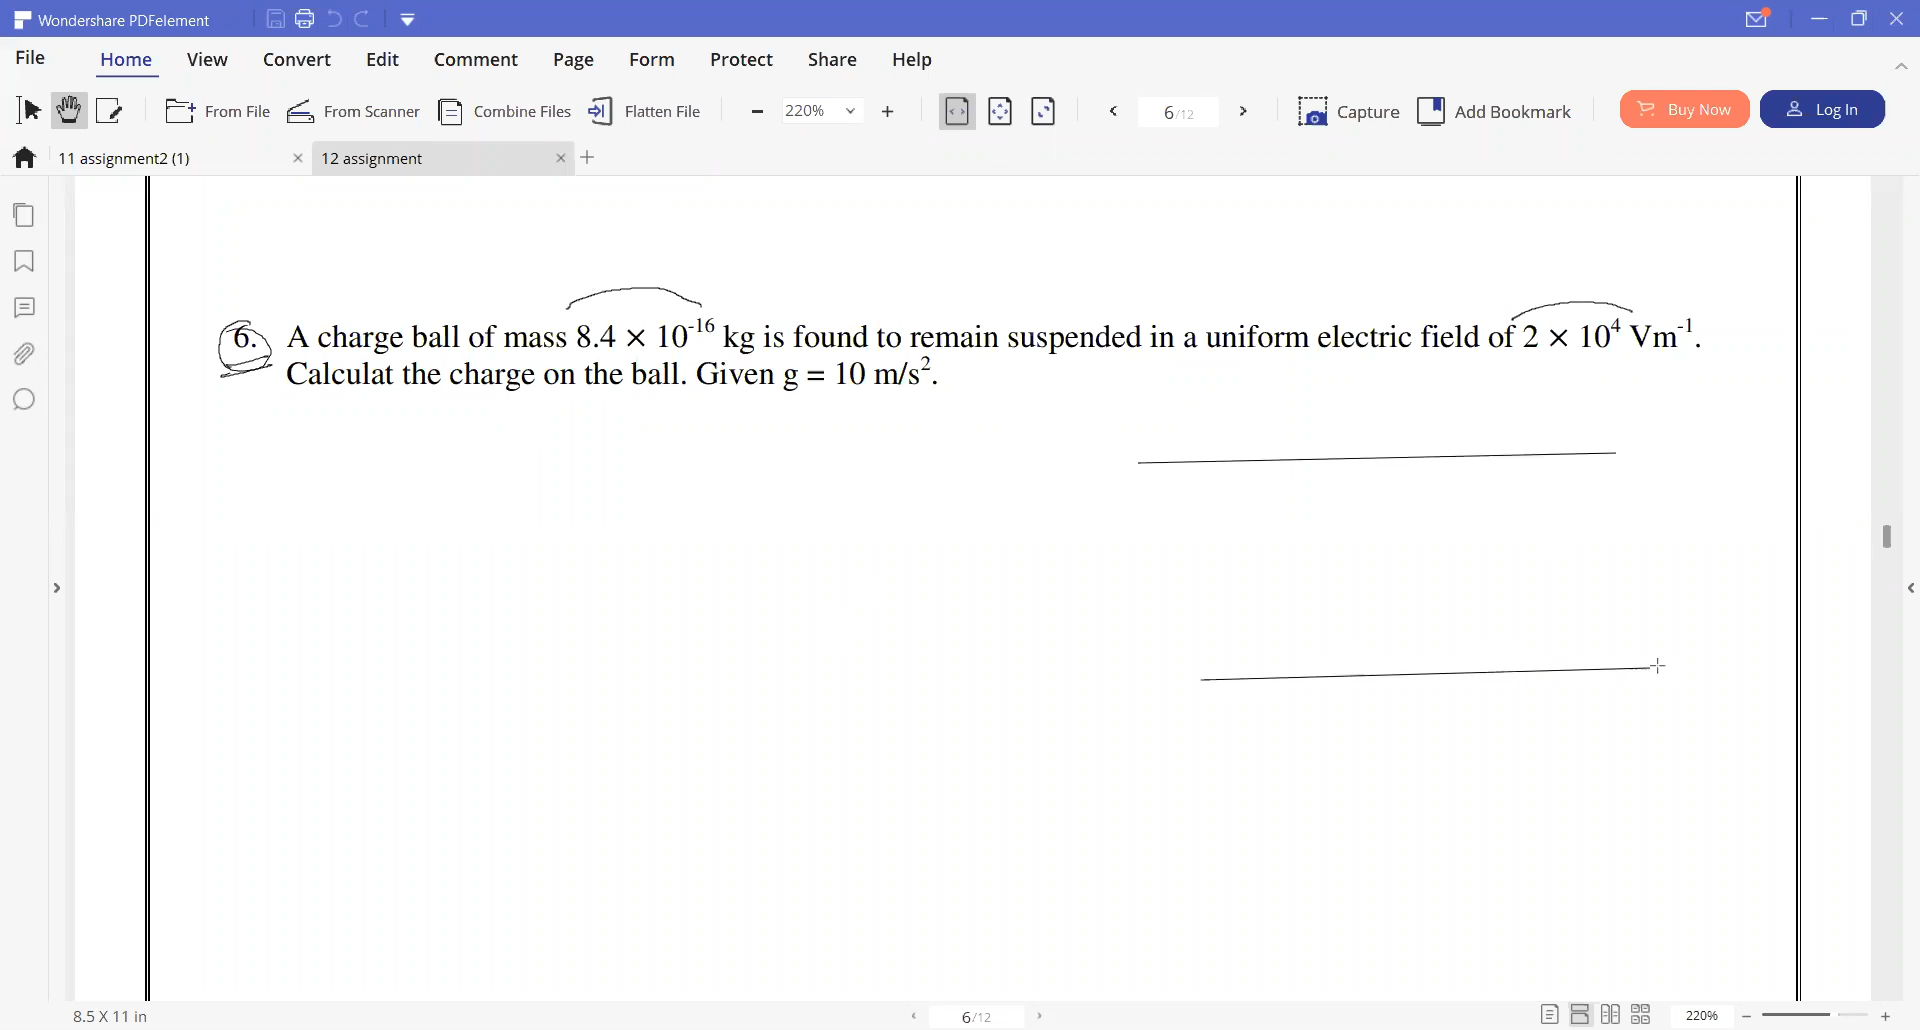 Wondershare PDFelement
File Home View Convert Edit Comment Page Form Protect Share Help
From File From Scanner Combine Files Flatten File 220% 6/12 Capture Add Bookmark Buy Now Log In
11 assignment2 (1) 12 assignment
6. A charge ball of mass 8.4 × 10⁻¹⁶ kg is found to remain suspended in a uniform electric field of 2 × 10⁴ Vm⁻¹.
Calculat the charge on the ball. Given g = 10 m/s².
8.5 X 11 in 6/12 220%